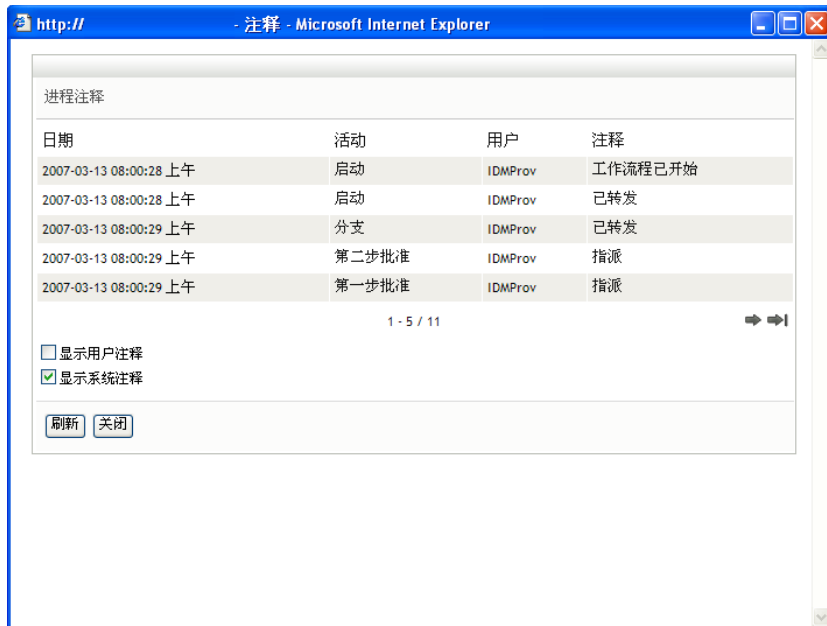 http:// - 注释 - Microsoft Internet Explorer
进程注释
日期 活动 用户 注释
2007-03-13 08:00:28 上午 启动 IDMProv 工作流程已开始
2007-03-13 08:00:28 上午 启动 IDMProv 已转发
2007-03-13 08:00:29 上午 分支 IDMProv 已转发
2007-03-13 08:00:29 上午 第二步批准 IDMProv 指派
2007-03-13 08:00:29 上午 第一步批准 IDMProv 指派
1 - 5 / 11
显示用户注释
显示系统注释
刷新 关闭